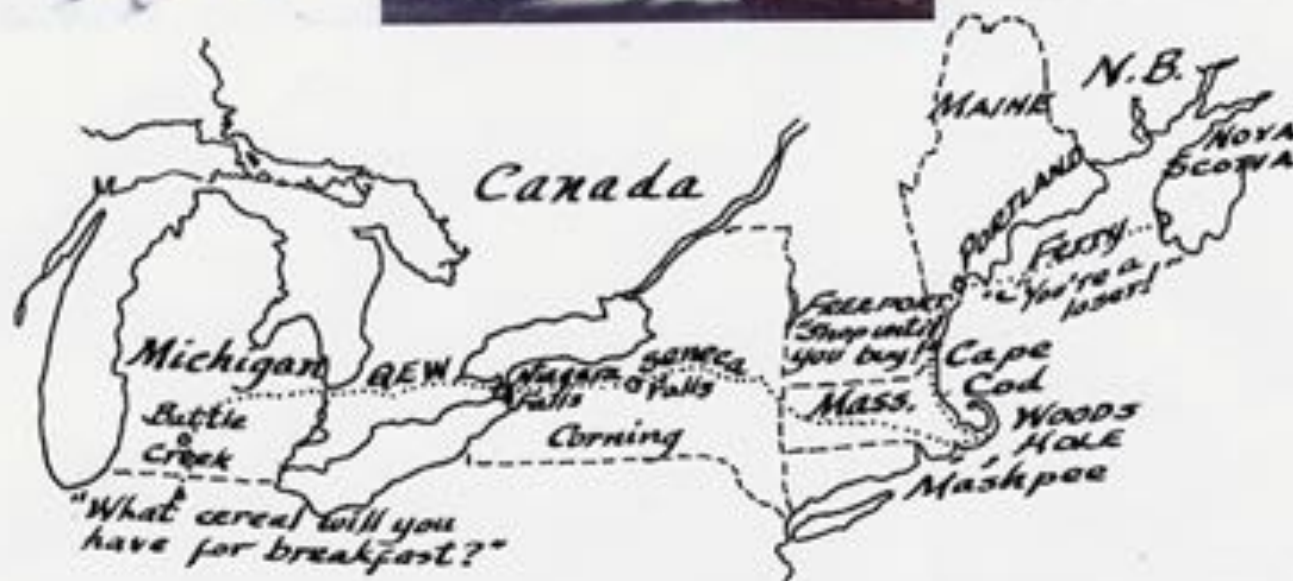 Canada
MAINE
N.B.
NOVA
SCOTIA
PORTLAND
Ferry
"You're a
loser!"
FREEPORT
"Shop until
you buy!"
Cape
Cod
WOODS
HOLE
Mashpee
Mass.
Seneca
Falls
Niagara
Falls
QEW
Michigan
Battle
Creek
Corning
"What cereal will you
have for breakfast?"